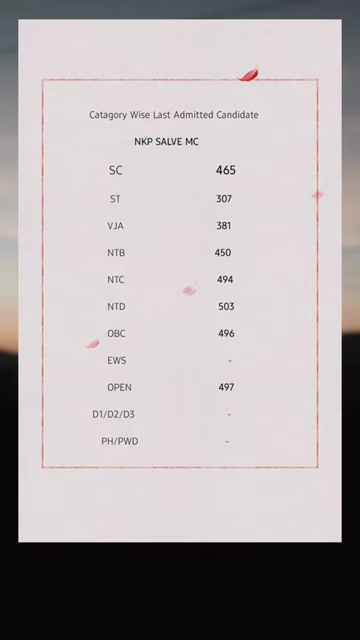 Catagory Wise Last Admitted Candidate
NKP SALVE MC
SC 465
ST 307
VJA 381
NTB 450
NTC 494
NTD 503
OBC 496
EWS -
OPEN 497
D1/D2/D3 -
PH/PWD -